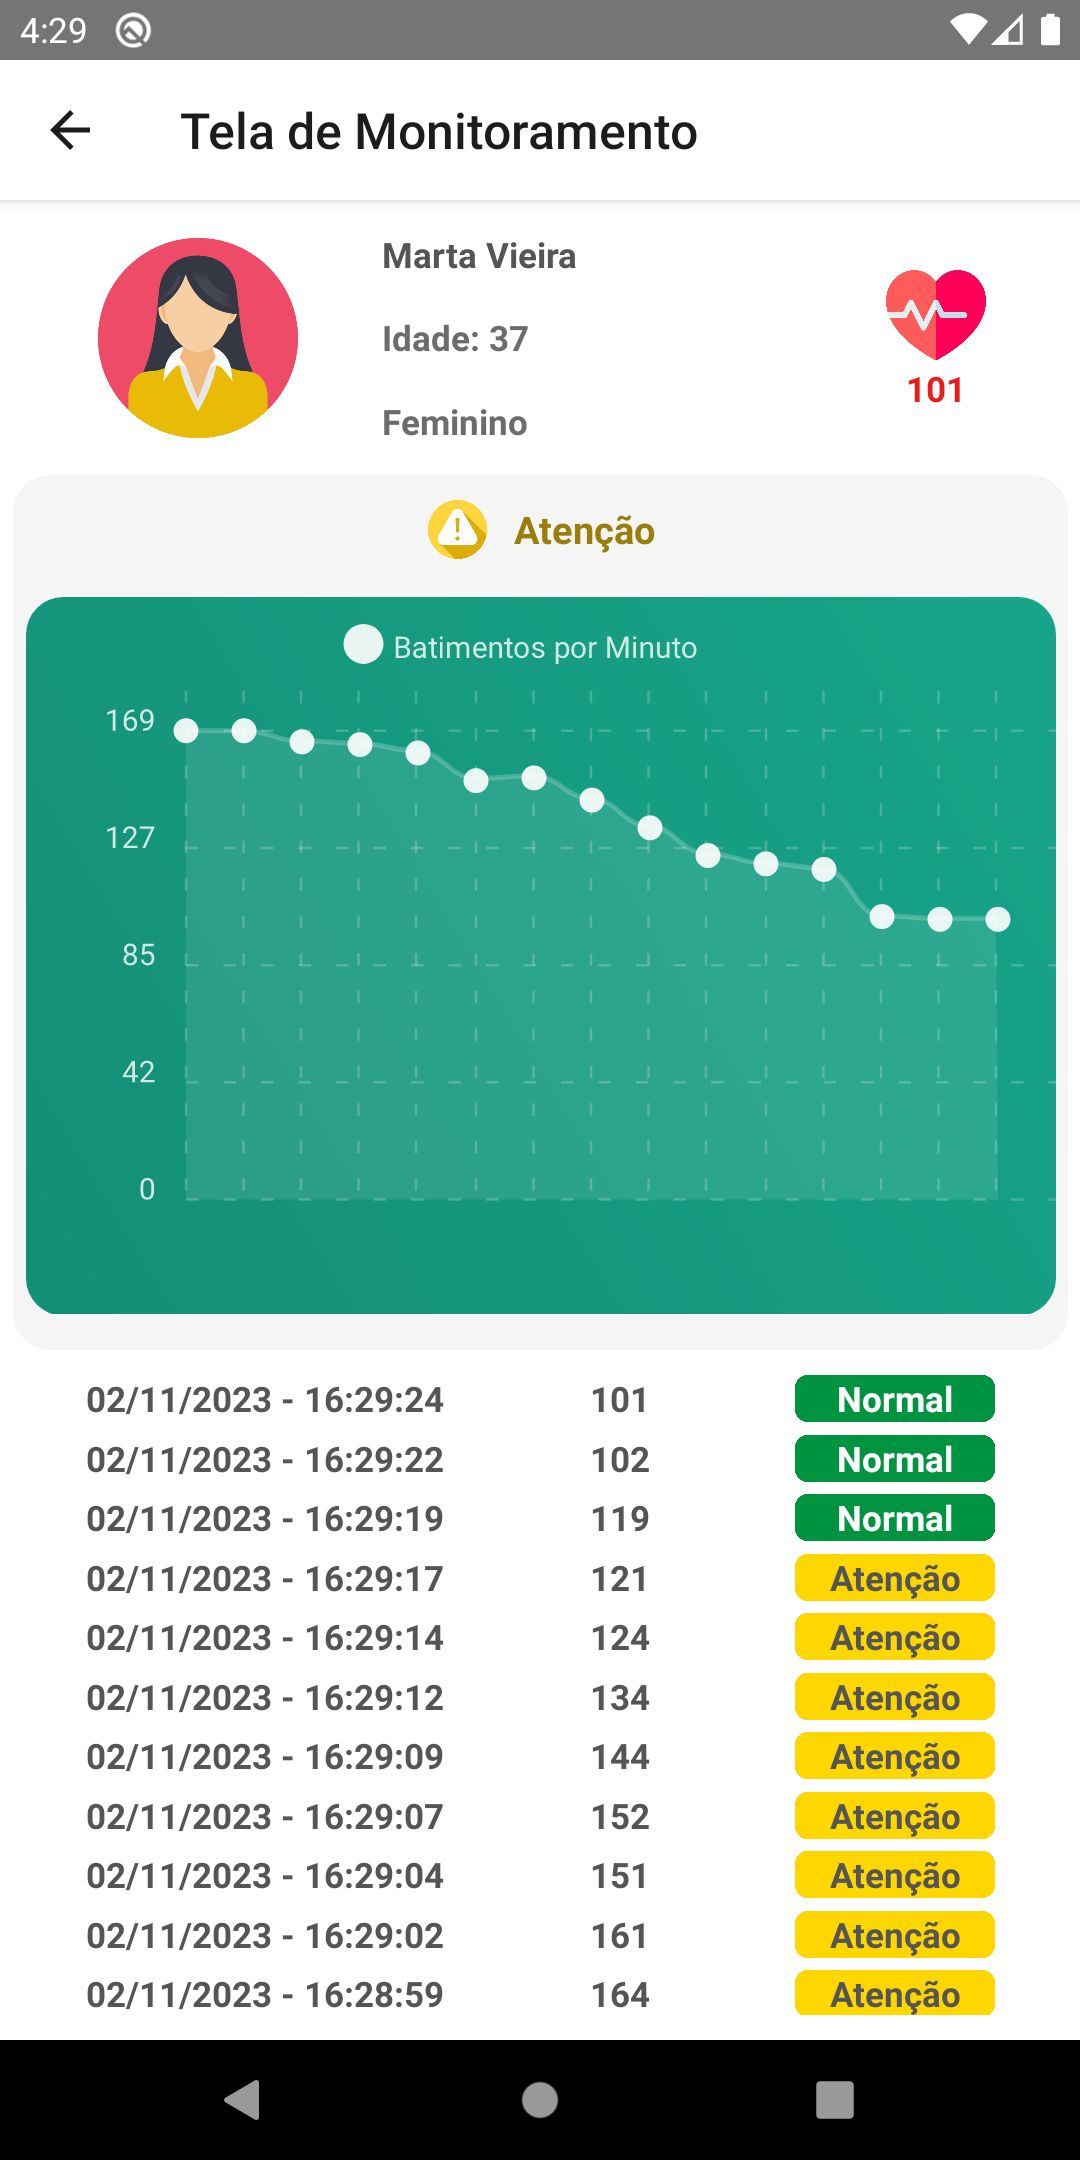 4:29
Tela de Monitoramento
Marta Vieira
Idade: 37
Feminino
101
Atenção
Batimentos por Minuto
169
127
85
42
0
02/11/2023 - 16:29:24 101 Normal
02/11/2023 - 16:29:22 102 Normal
02/11/2023 - 16:29:19 119 Normal
02/11/2023 - 16:29:17 121 Atenção
02/11/2023 - 16:29:14 124 Atenção
02/11/2023 - 16:29:12 134 Atenção
02/11/2023 - 16:29:09 144 Atenção
02/11/2023 - 16:29:07 152 Atenção
02/11/2023 - 16:29:04 151 Atenção
02/11/2023 - 16:29:02 161 Atenção
02/11/2023 - 16:28:59 164 Atenção